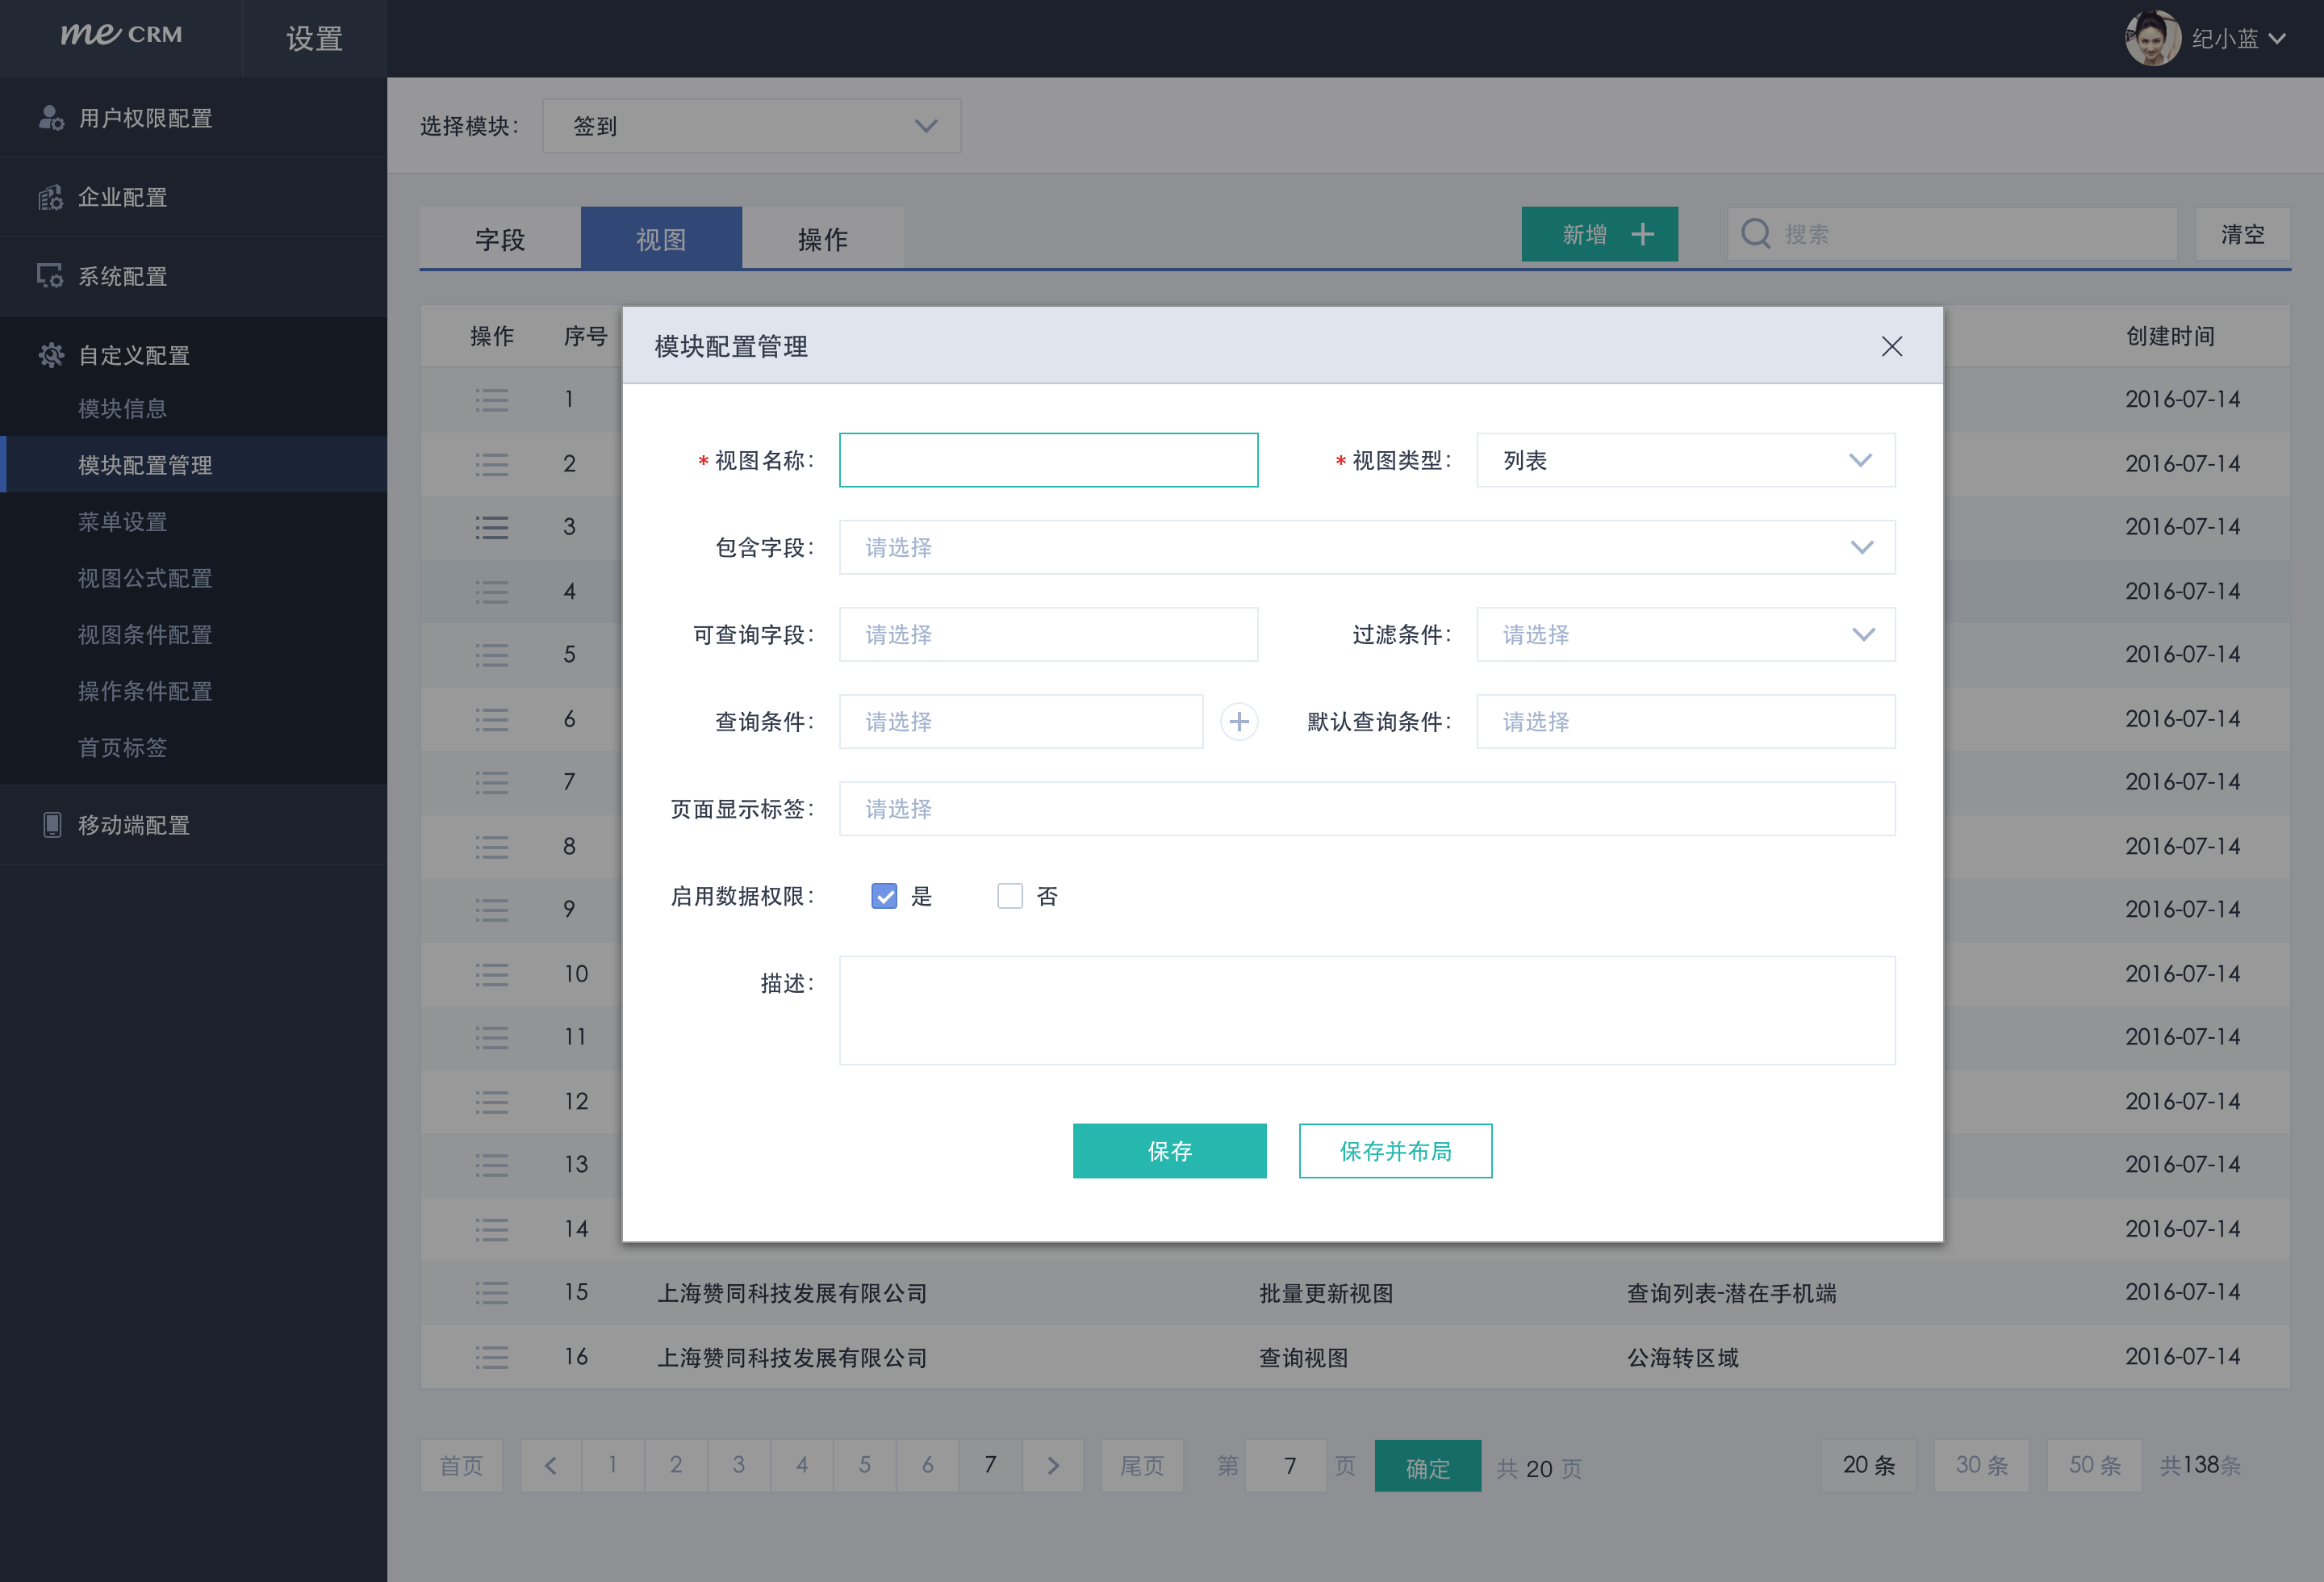 me CRM
设置
纪小蓝
用户权限配置
企业配置
系统配置
自定义配置
模块信息
模块配置管理
菜单设置
视图公式配置
视图条件配置
操作条件配置
首页标签
移动端配置
选择模块： 签到
字段 视图 操作
新增 搜索 清空
操作 序号 创建时间
1 2016-07-14
2 2016-07-14
3 2016-07-14
4 2016-07-14
5 2016-07-14
6 2016-07-14
7 2016-07-14
8 2016-07-14
9 2016-07-14
10 2016-07-14
11 2016-07-14
12 2016-07-14
13 2016-07-14
14 2016-07-14
15 上海赞同科技发展有限公司 批量更新视图 查询列表-潜在手机端 2016-07-14
16 上海赞同科技发展有限公司 查询视图 公海转区域 2016-07-14
模块配置管理
* 视图名称： * 视图类型： 列表
包含字段： 请选择
可查询字段： 请选择 过滤条件： 请选择
查询条件： 请选择 默认查询条件： 请选择
页面显示标签： 请选择
启用数据权限： 是 否
描述：
保存 保存并布局
首页 1 2 3 4 5 6 7 尾页 第 7 页 确定 共 20 页 20 条 30 条 50 条 共138条